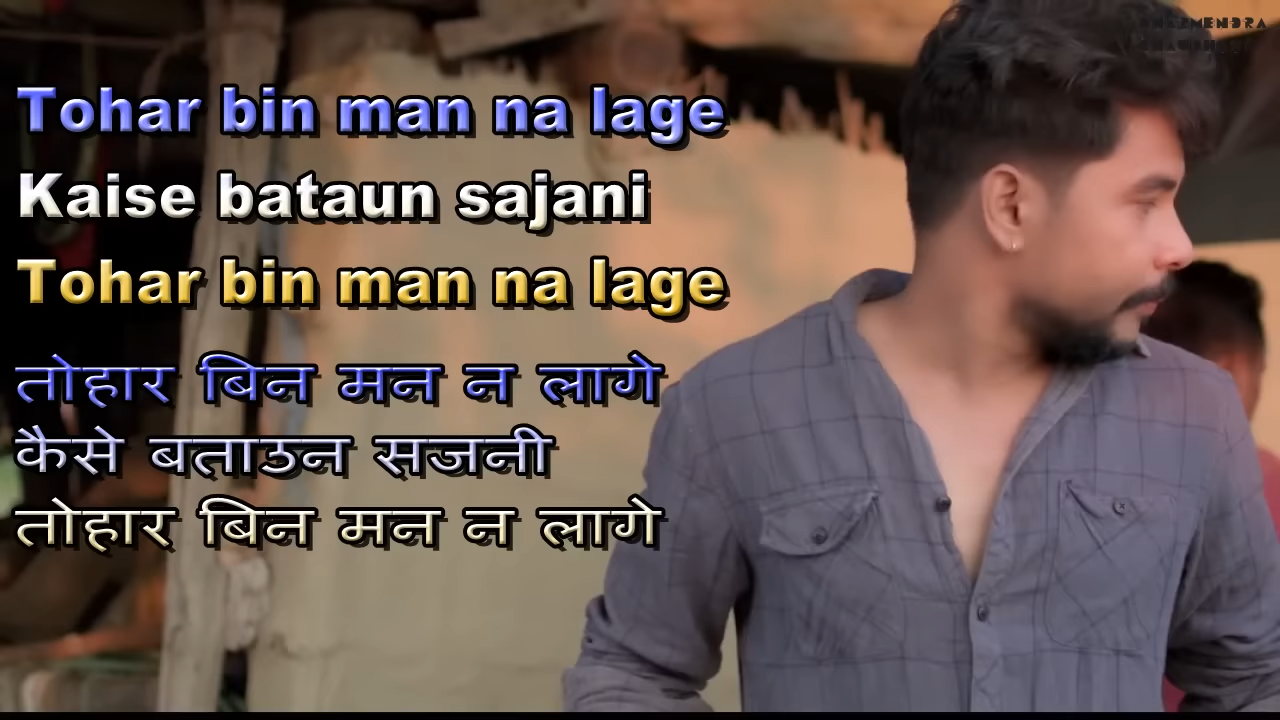 Tohar bin man na lage
Kaise bataun sajani
Tohar bin man na lage
तोहार बिन मन न लागे
कैसे बताउन सजनी
तोहार बिन मन न लागे